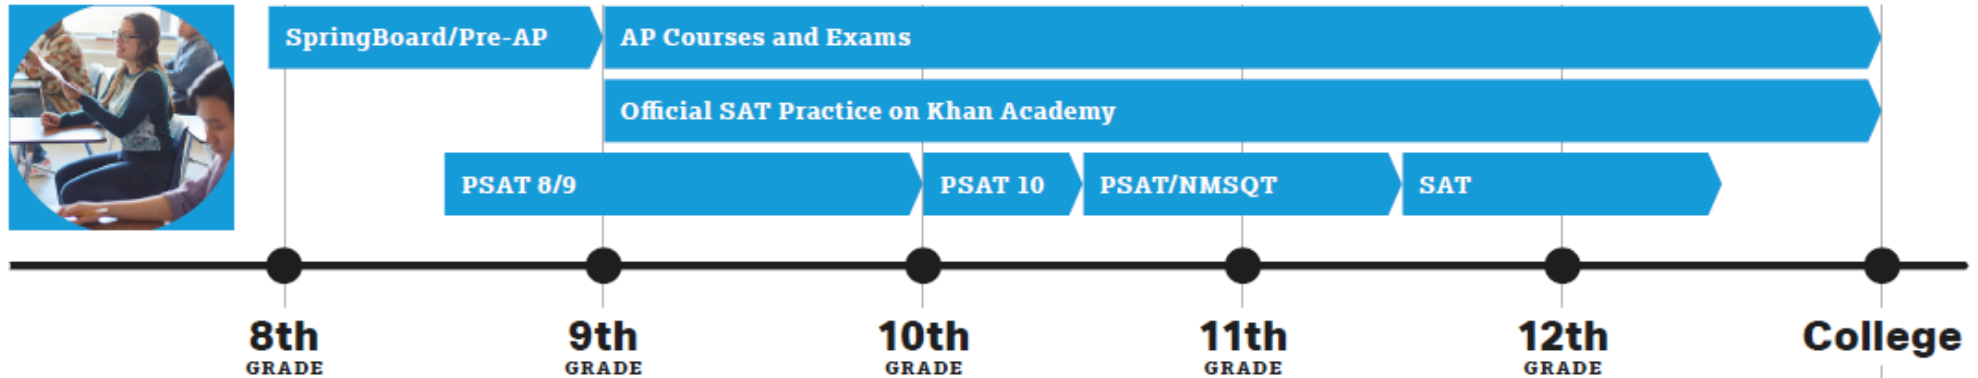 SpringBoard/Pre-AP
AP Courses and Exams
Official SAT Practice on Khan Academy
PSAT 8/9
PSAT 10
PSAT/NMSQT
SAT
8th
GRADE
9th
GRADE
10th
GRADE
11th
GRADE
12th
GRADE
College